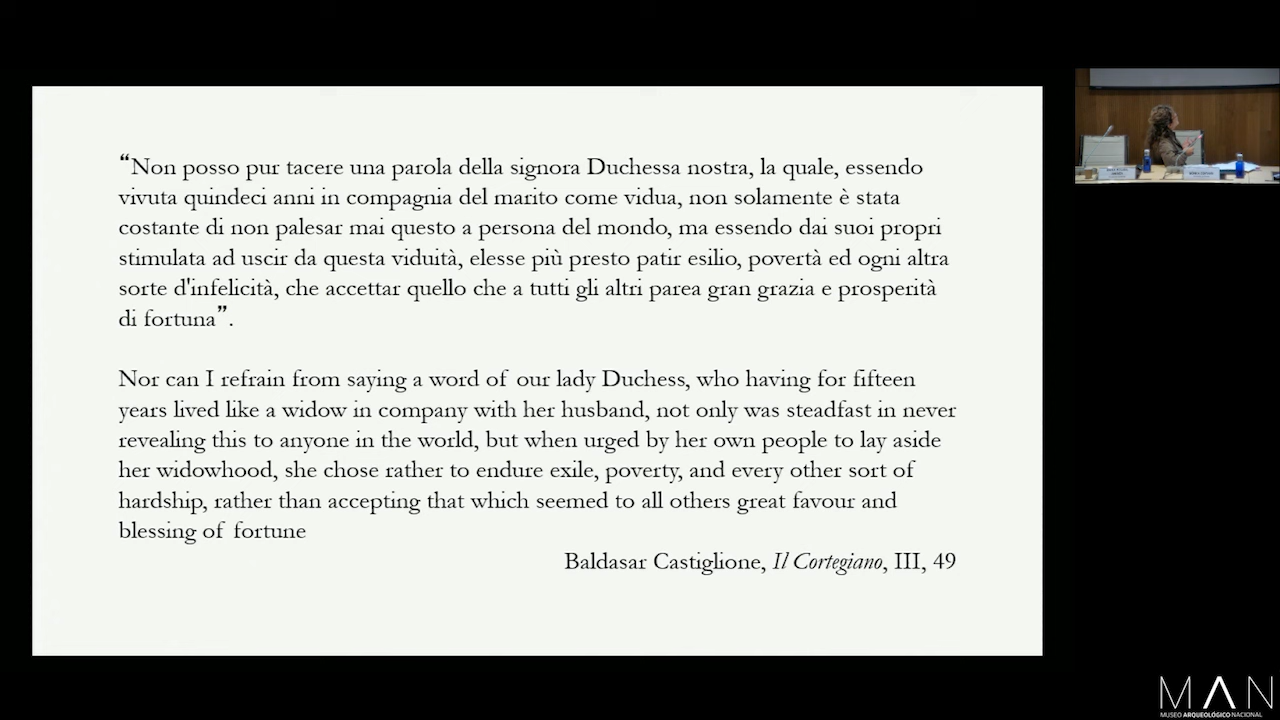 “Non posso pur tacere una parola della signora Duchessa nostra, la quale, essendo
vivuta quindeci anni in compagnia del marito come vidua, non solamente è stata
costante di non palesar mai questo a persona del mondo, ma essendo dai suoi propri
stimulata ad uscir da questa viduità, elesse più presto patir esilio, povertà ed ogni altra
sorte d'infelicità, che accettar quello che a tutti gli altri parea gran grazia e prosperità
di fortuna”.
Nor can I refrain from saying a word of our lady Duchess, who having for fifteen
years lived like a widow in company with her husband, not only was steadfast in never
revealing this to anyone in the world, but when urged by her own people to lay aside
her widowhood, she chose rather to endure exile, poverty, and every other sort of
hardship, rather than accepting that which seemed to all others great favour and
blessing of fortune
Baldasar Castiglione, Il Cortegiano, III, 49
MAN
MUSEO ARQUEOLÓGICO NACIONAL